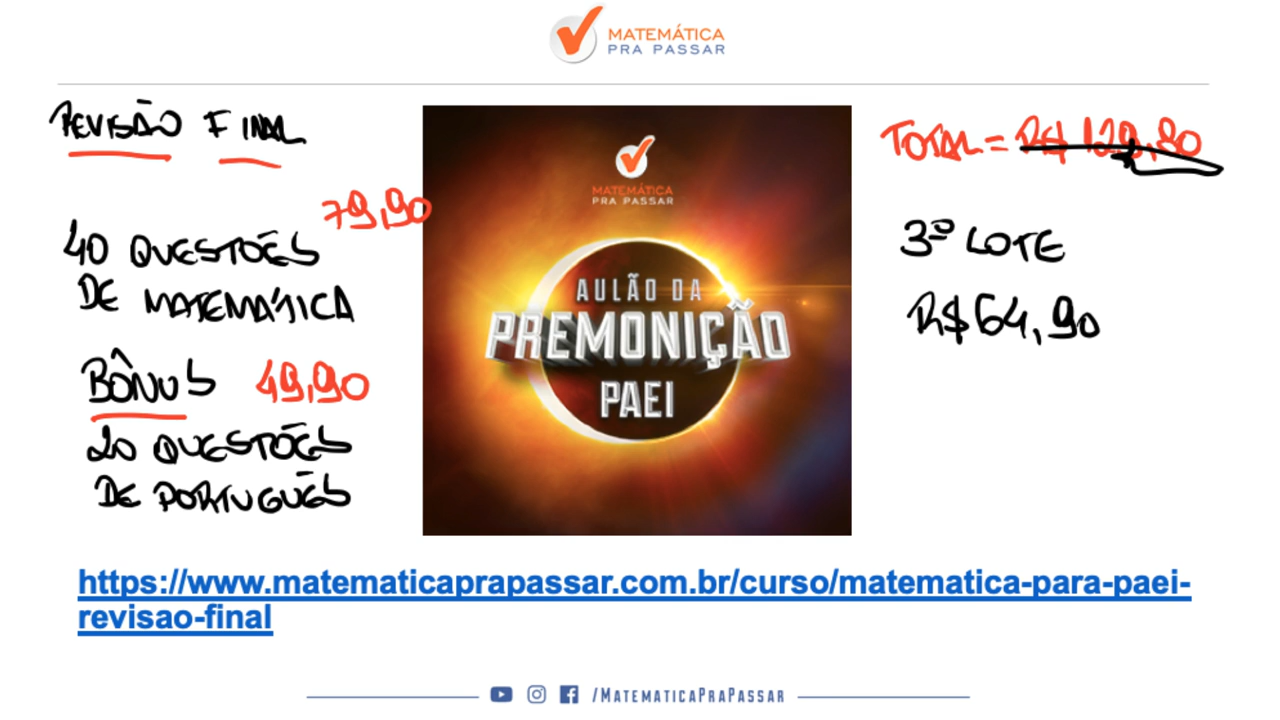 MATEMÁTICA
PRA PASSAR
REVISÃO FINAL
79,90
40 QUESTÕES
DE MATEMÁTICA
BÔNUS 49,90
20 QUESTÕES
DE PORTUGUÊS
MATEMÁTICA
PRA PASSAR
AULÃO DA
PREMONIÇÃO
PAEI
TOTAL = R$ 129,80
3º LOTE
R$64,90
https://www.matematicaprapassar.com.br/curso/matematica-para-paei-
revisao-final
/MATEMATICAPRAPASSAR